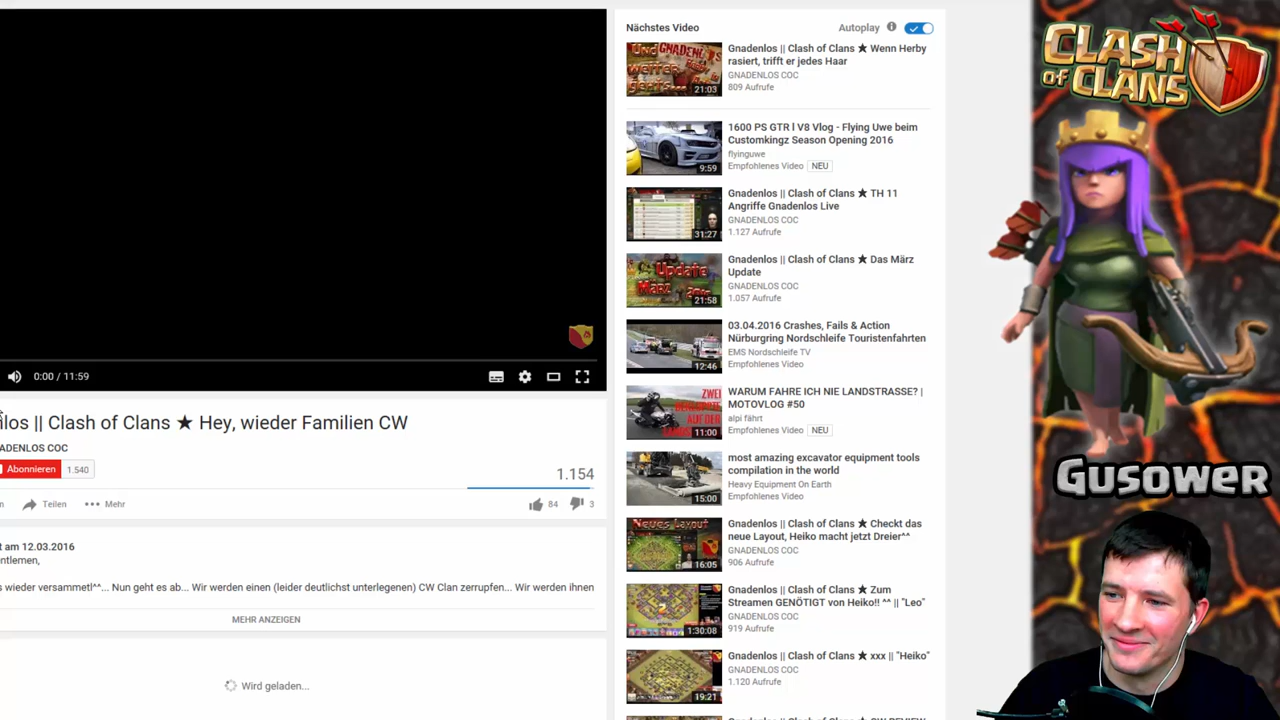 0:00 / 11:59
los || Clash of Clans ★ Hey, wieder Familien CW
ADENLOS COC
Abonnieren 1.540
1.154
n Teilen ••• Mehr
84 3
t am 12.03.2016
entlemen,
s wieder versammetl^^... Nun geht es ab... Wir werden einen (leider deutlichst unterlegenen) CW Clan zerrupfen... Wir werden ihnen
MEHR ANZEIGEN
Wird geladen...
Nächstes Video Autoplay
Und
weiter
geht's...
21:03
Gnadenlos || Clash of Clans ★ Wenn Herby
rasiert, trifft er jedes Haar
GNADENLOS COC
809 Aufrufe
9:59
1600 PS GTR l V8 Vlog - Flying Uwe beim
Customkingz Season Opening 2016
flyinguwe
Empfohlenes Video NEU
31:27
Gnadenlos || Clash of Clans ★ TH 11
Angriffe Gnadenlos Live
GNADENLOS COC
1.127 Aufrufe
Update
März
21:58
Gnadenlos || Clash of Clans ★ Das März
Update
GNADENLOS COC
1.057 Aufrufe
12:46
03.04.2016 Crashes, Fails & Action
Nürburgring Nordschleife Touristenfahrten
EMS Nordschleife TV
Empfohlenes Video
ZWEI
11:00
WARUM FAHRE ICH NIE LANDSTRASSE? |
MOTOVLOG #50
alpi fährt
Empfohlenes Video NEU
15:00
most amazing excavator equipment tools
compilation in the world
Heavy Equipment On Earth
Empfohlenes Video
Neues Layout
16:05
Gnadenlos || Clash of Clans ★ Checkt das
neue Layout, Heiko macht jetzt Dreier^^
GNADENLOS COC
906 Aufrufe
1:30:08
Gnadenlos || Clash of Clans ★ Zum
Streamen GENÖTIGT von Heiko!! ^^ || "Leo"
GNADENLOS COC
919 Aufrufe
19:21
Gnadenlos || Clash of Clans ★ xxx || "Heiko"
GNADENLOS COC
1.120 Aufrufe
CLASH
OF CLANS
Gusower